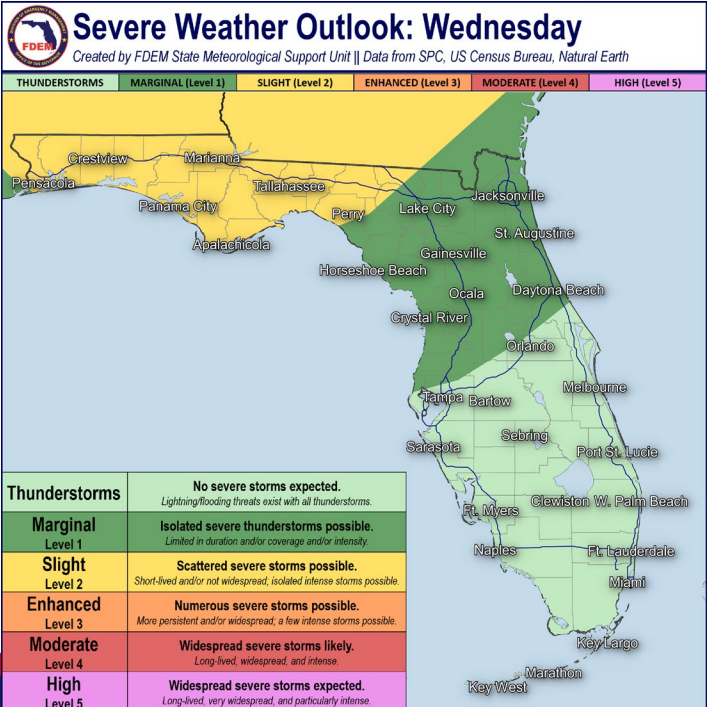 Severe Weather Outlook: Wednesday
Created by FDEM State Meteorological Support Unit || Data from SPC, US Census Bureau, Natural Earth
FDEM
THUNDERSTORMS
MARGINAL (Level 1)
SLIGHT (Level 2)
ENHANCED (Level 3)
MODERATE (Level 4)
HIGH (Level 5)
Crestview
Marianna
Pensacola
Tallahassee
Panama City
Perry
Lake City
Jacksonville
Apalachicola
St. Augustine
Gainesville
Horseshoe Beach
Ocala
Daytona Beach
Crystal River
Orlando
Melbourne
Tampa
Bartow
Sebring
Sarasota
Port St. Lucie
Clewiston
W. Palm Beach
Ft. Myers
Naples
Ft. Lauderdale
Miami
Key Largo
Marathon
Key West
Thunderstorms
No severe storms expected.
Lightning/flooding threats exist with all thunderstorms.
Marginal
Level 1
Isolated severe thunderstorms possible.
Limited in duration and/or coverage and/or intensity.
Slight
Level 2
Scattered severe storms possible.
Short-lived and/or not widespread; isolated intense storms possible.
Enhanced
Level 3
Numerous severe storms possible.
More persistent and/or widespread; a few intense storms possible.
Moderate
Level 4
Widespread severe storms likely.
Long-lived, widespread, and intense.
High
Level 5
Widespread severe storms expected.
Long-lived, very widespread, and particularly intense.